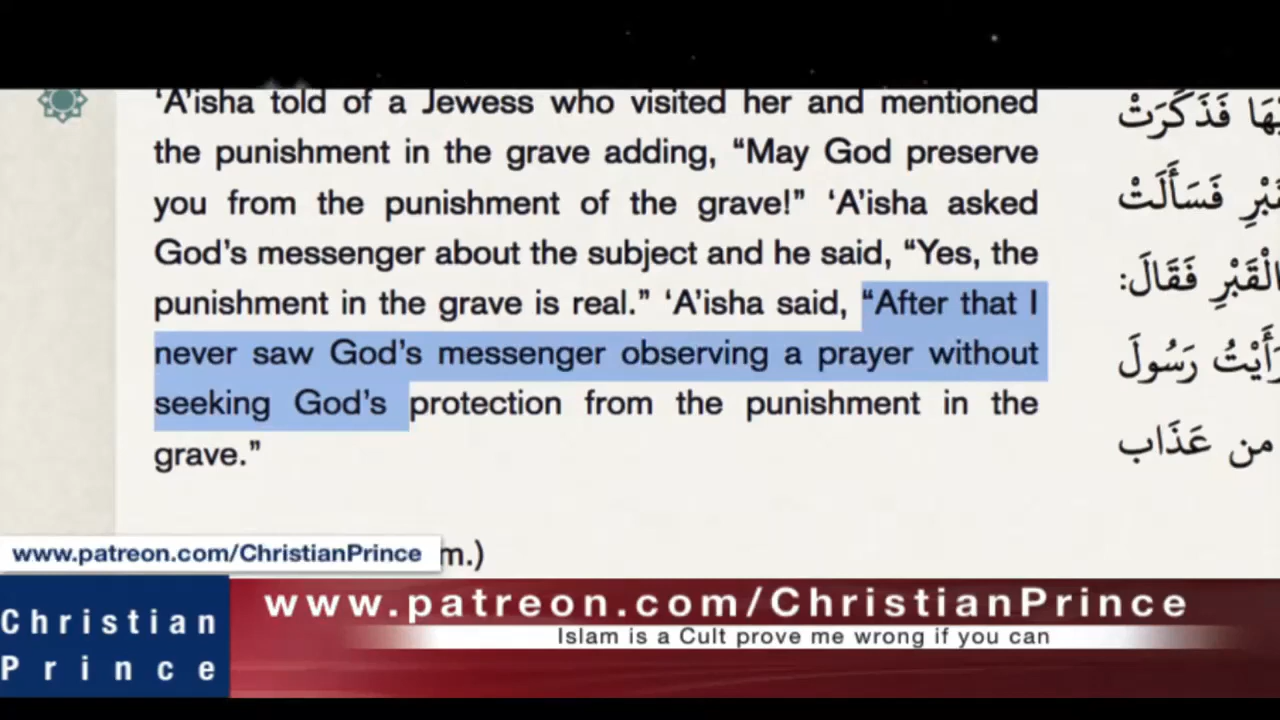 ‘A’isha told of a Jewess who visited her and mentioned
the punishment in the grave adding, “May God preserve
you from the punishment of the grave!” ‘A’isha asked
God’s messenger about the subject and he said, “Yes, the
punishment in the grave is real.” ‘A’isha said, “After that I
never saw God’s messenger observing a prayer without
seeking God’s protection from the punishment in the
grave.”
فَذَكَرَتْ
فَسَأَلَتْ
الْقَبْرِ فَقَالَ:
رَسُولَ
من عَذَاب
www.patreon.com/ChristianPrince
m.)
Christian
Prince
www.patreon.com/ChristianPrince
Islam is a Cult prove me wrong if you can